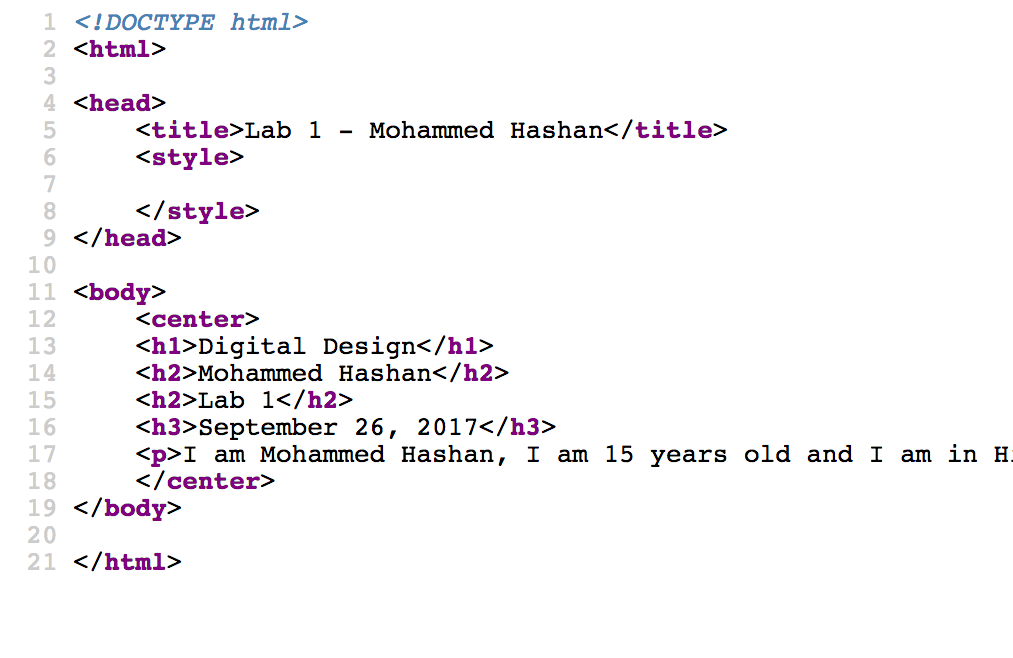 1 <!DOCTYPE html>
2 <html>
3
4 <head>
5     <title>Lab 1 - Mohammed Hashan</title>
6     <style>
7
8     </style>
9 </head>
10
11 <body>
12     <center>
13     <h1>Digital Design</h1>
14     <h2>Mohammed Hashan</h2>
15     <h2>Lab 1</h2>
16     <h3>September 26, 2017</h3>
17     <p>I am Mohammed Hashan, I am 15 years old and I am in
18     </center>
19 </body>
20
21 </html>